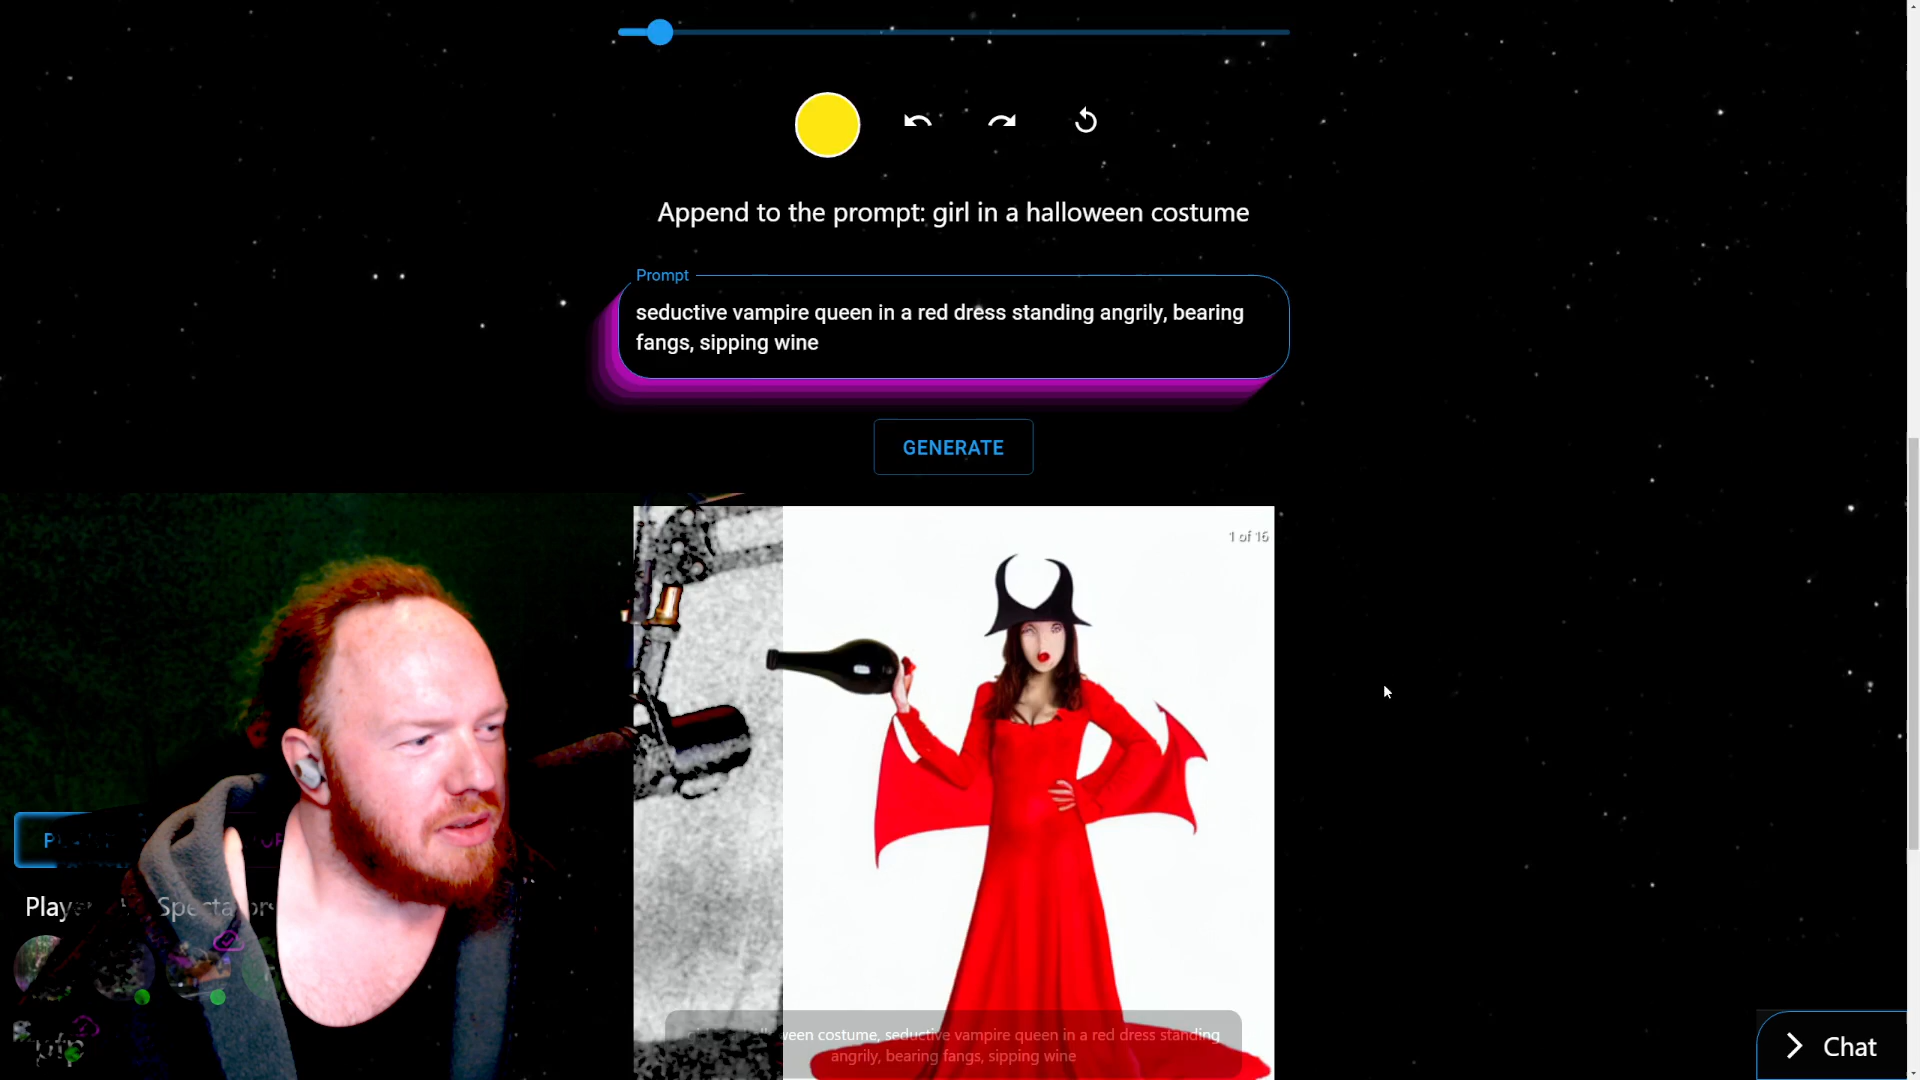 Append to the prompt: girl in a halloween costume
Prompt
seductive vampire queen in a red dress standing angrily, bearing
fangs, sipping wine
GENERATE
1 of 16
ween costume, seductive vampire queen in a red dress standing
angrily, bearing fangs, sipping wine
Chat